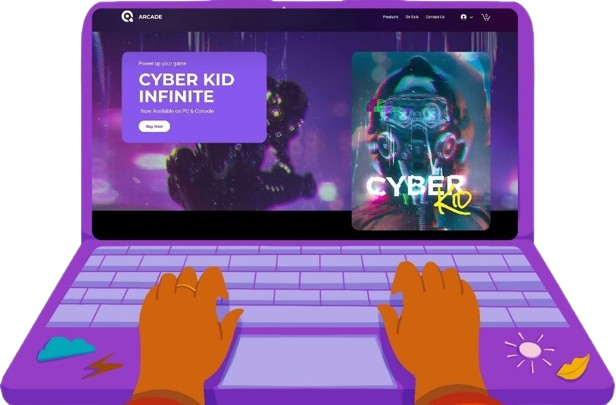 ARCADE
Products On Sale Contact Us
Power up your game
CYBER KID
INFINITE
Now Available on PC & Console
Buy Now
CYBER
KID